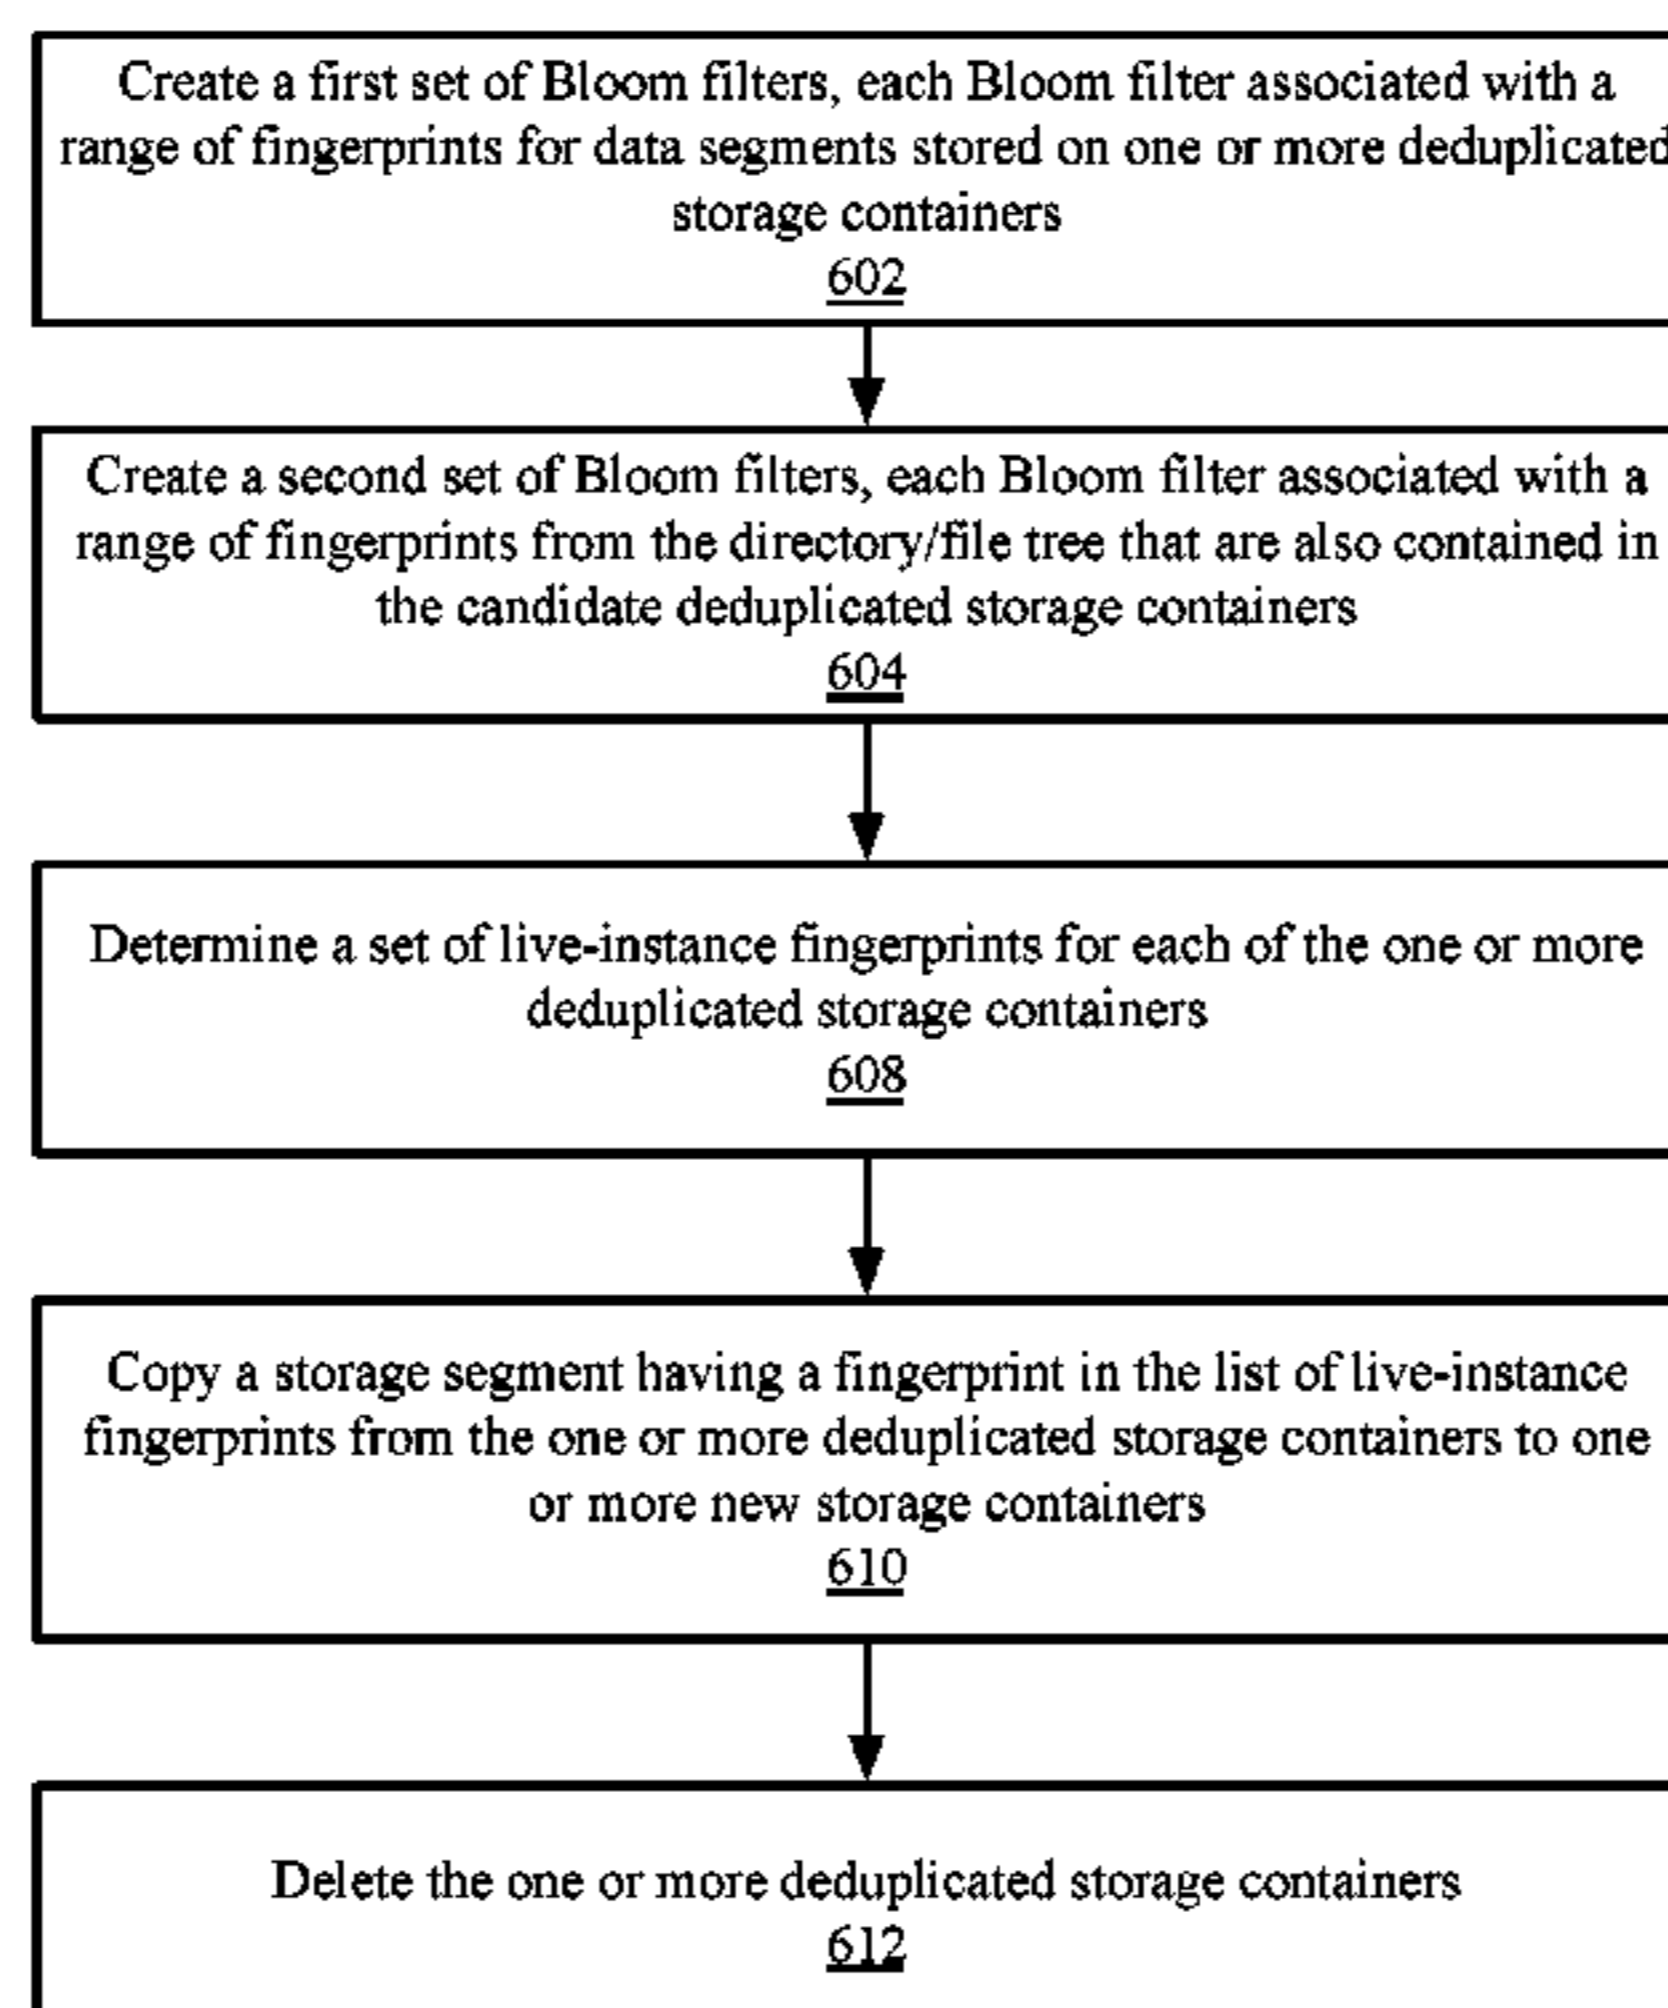 Create a first set of Bloom filters, each Bloom filter associated with a
range of fingerprints for data segments stored on one or more deduplicated
storage containers
602
Create a second set of Bloom filters, each Bloom filter associated with a
range of fingerprints from the directory/file tree that are also contained in
the candidate deduplicated storage containers
604
Determine a set of live-instance fingerprints for each of the one or more
deduplicated storage containers
608
Copy a storage segment having a fingerprint in the list of live-instance
fingerprints from the one or more deduplicated storage containers to one
or more new storage containers
610
Delete the one or more deduplicated storage containers
612